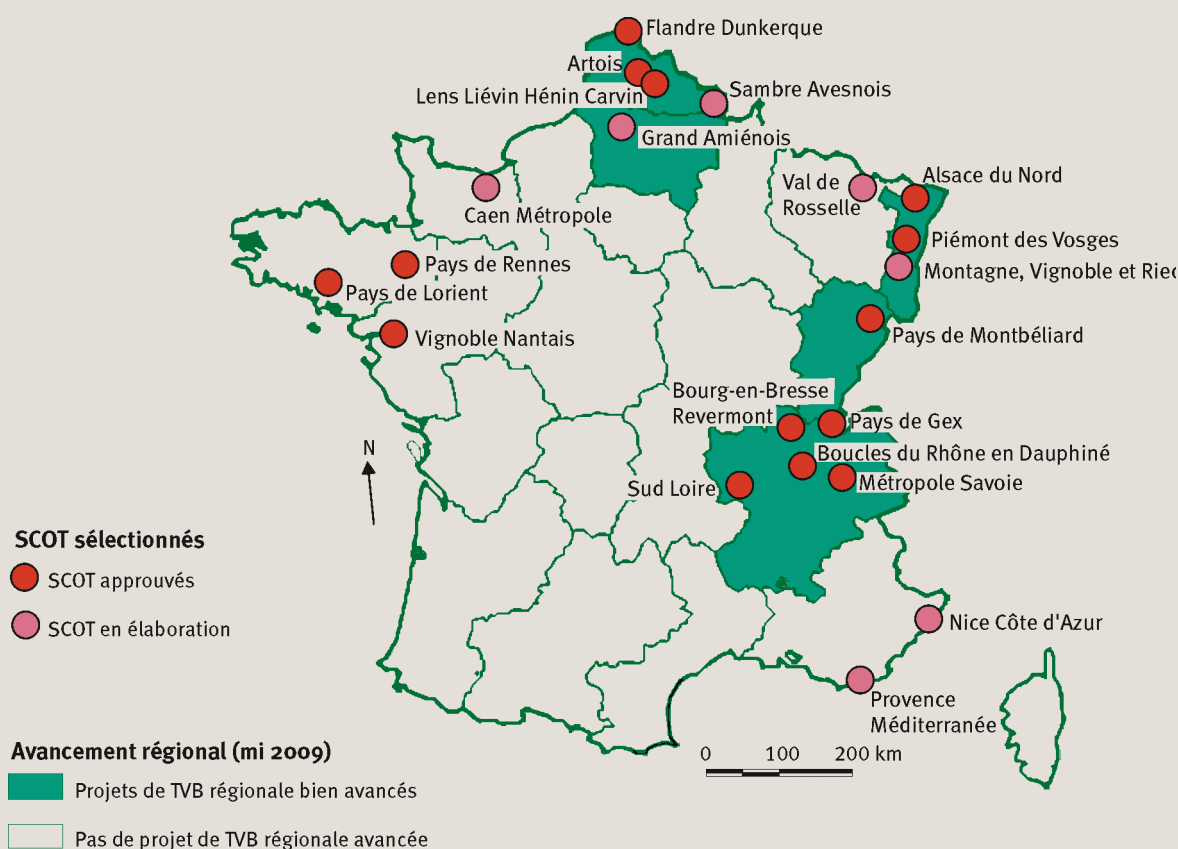 Flandre Dunkerque
Artois
Lens Liévin Hénin Carvin
Sambre Avesnois
Grand Amiénois
Caen Métropole
Val de
Rosselle
Alsace du Nord
Piémont des Vosges
Montagne, Vignoble et Ried
Pays de Rennes
Pays de Lorient
Vignoble Nantais
Pays de Montbéliard
Bourg-en-Bresse
Revermont
Pays de Gex
Boucles du Rhône en Dauphiné
Métropole Savoie
Sud Loire
N
SCOT sélectionnés
SCOT approuvés
SCOT en élaboration
Nice Côte d'Azur
Provence
Méditerranée
0 100 200 km
Avancement régional (mi 2009)
Projets de TVB régionale bien avancés
Pas de projet de TVB régionale avancée